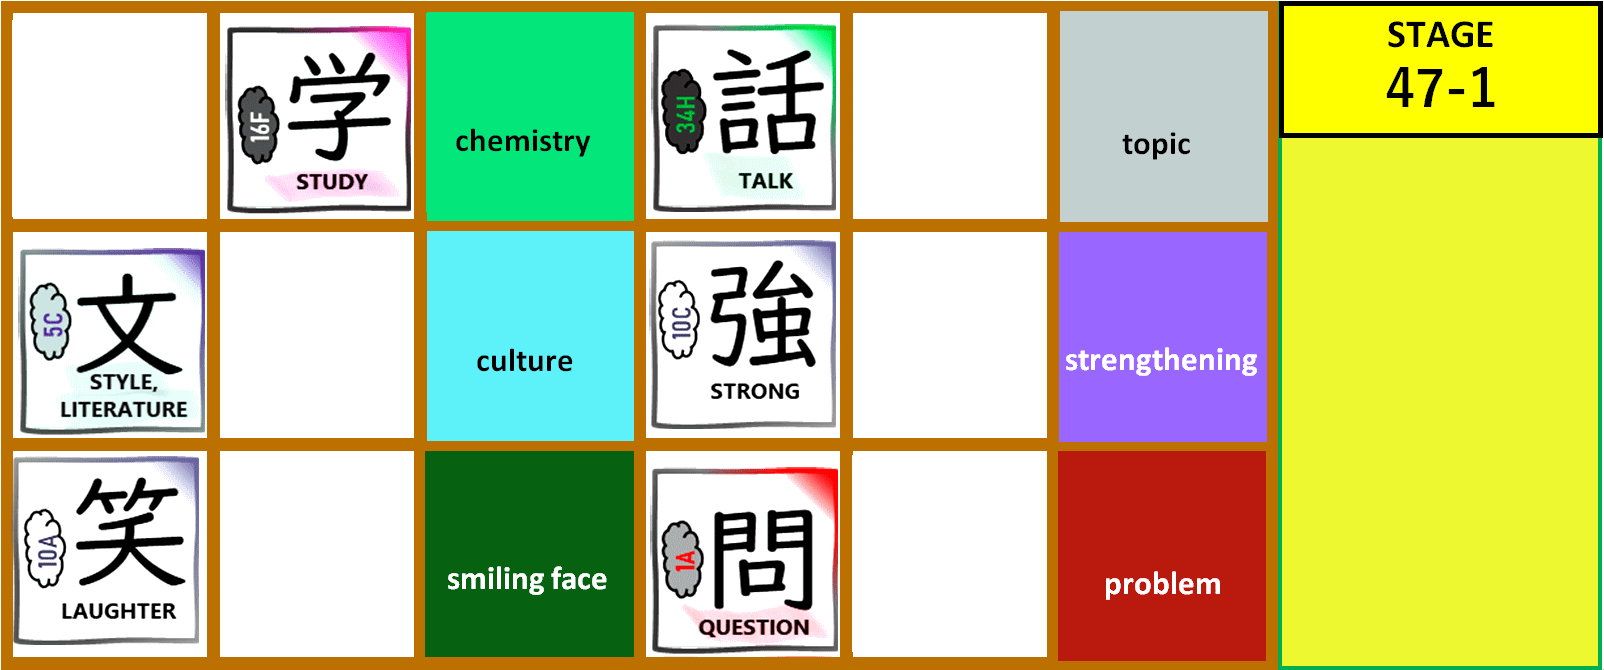 16F
学
STUDY
chemistry
34H
話
TALK
topic
STAGE
47-1
5C
文
STYLE,
LITERATURE
culture
10C
強
STRONG
strengthening
10A
笑
LAUGHTER
smiling face
1A
問
QUESTION
problem